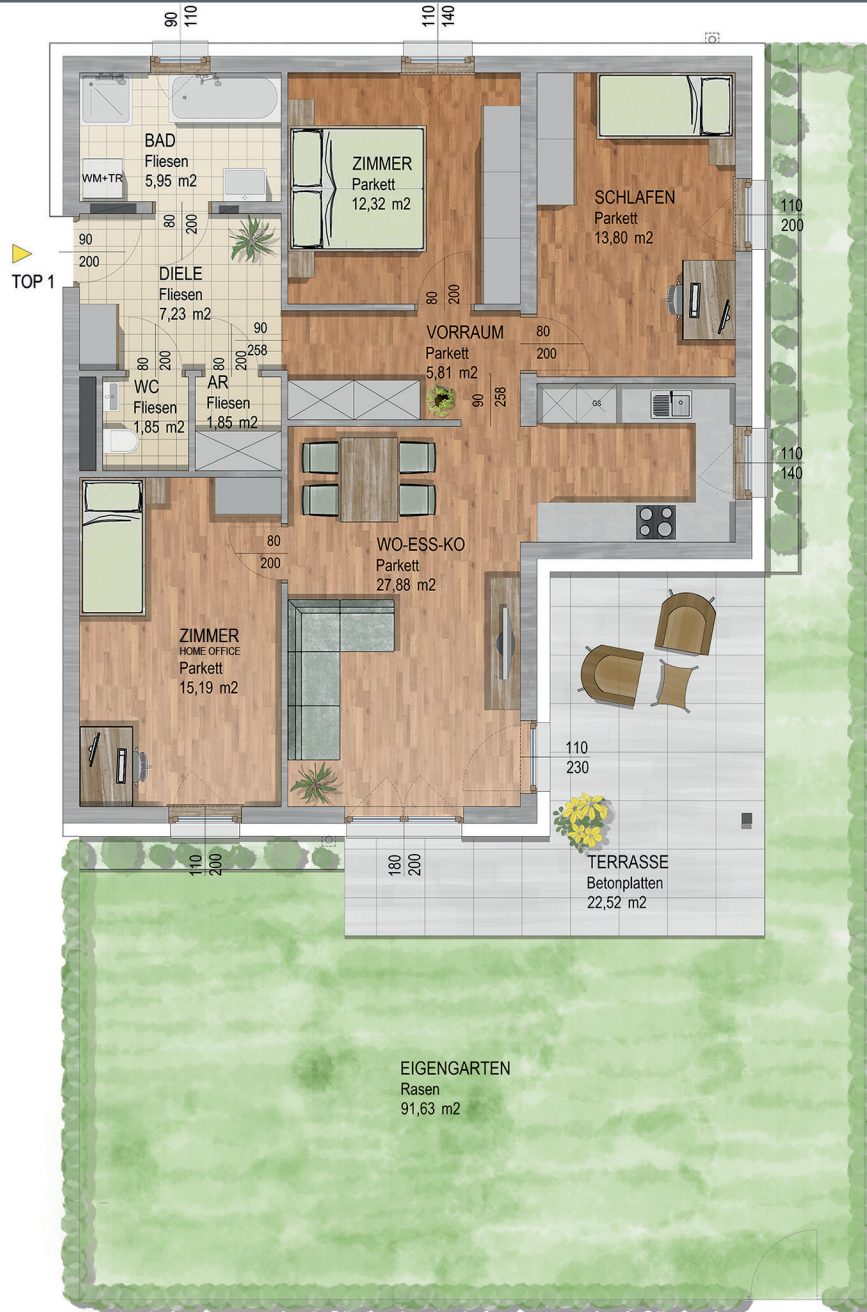 90
110
110
140
BAD
Fliesen
5,95 m2
WM+TR
80
200
ZIMMER
Parkett
12,32 m2
SCHLAFEN
Parkett
13,80 m2
110
200
90
200
TOP 1
DIELE
Fliesen
7,23 m2
80
200
90
258
80
200
80
200
VORRAUM
Parkett
5,81 m2
80
200
90
258
WC
Fliesen
1,85 m2
AR
Fliesen
1,85 m2
GS
110
140
80
200
WO-ESS-KO
Parkett
27,88 m2
ZIMMER
HOME OFFICE
Parkett
15,19 m2
110
230
110
200
180
200
TERRASSE
Betonplatten
22,52 m2
EIGENGARTEN
Rasen
91,63 m2